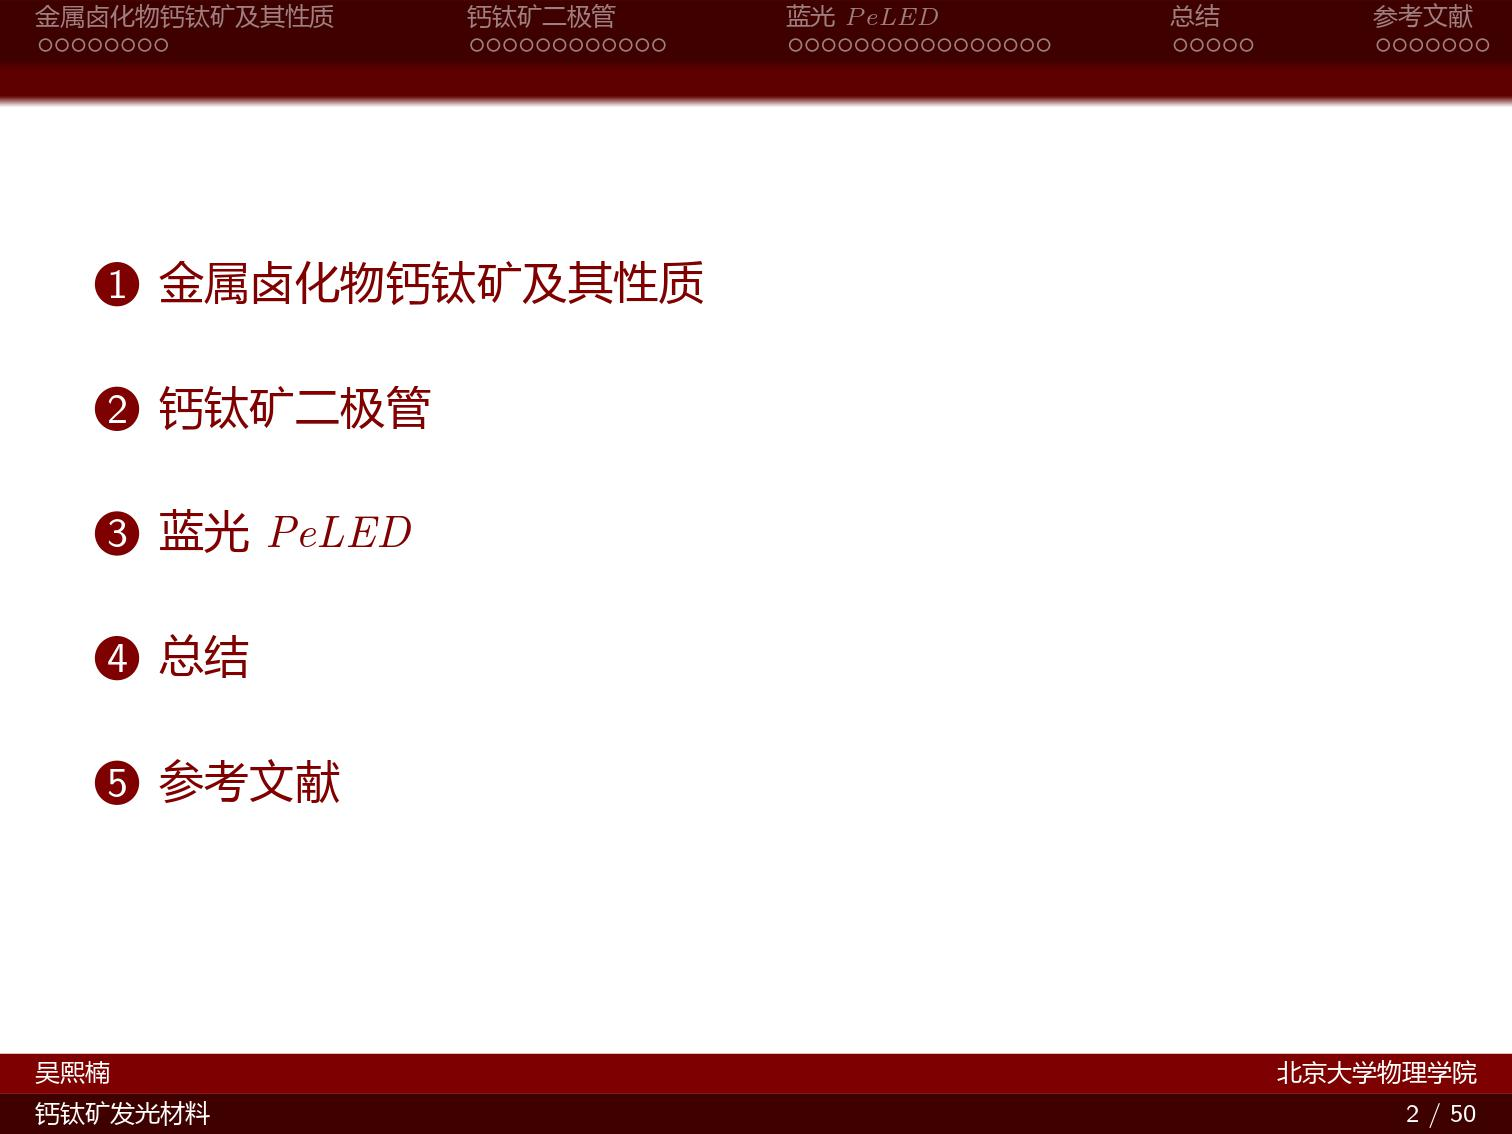 金属卤化物钙钛矿及其性质 钙钛矿二极管 蓝光 PeLED 总结 参考文献
1 金属卤化物钙钛矿及其性质
2 钙钛矿二极管
3 蓝光 PeLED
4 总结
5 参考文献
吴熙楠 北京大学物理学院
钙钛矿发光材料 2 / 50